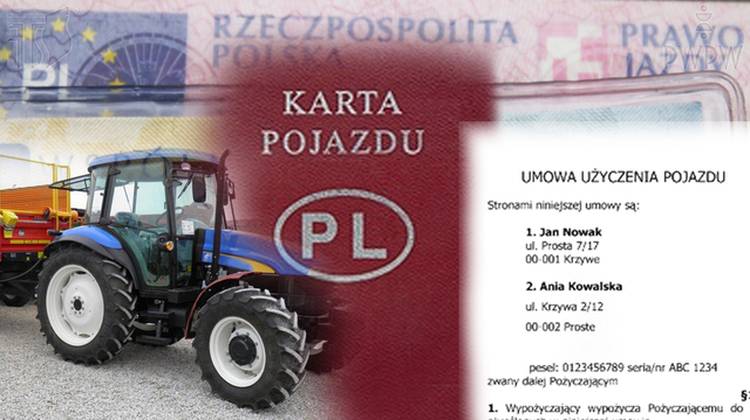 RZECZPOSPOLITA
POLSKA
PRAWO
JAZDY
PL
PWPW
KARTA
POJAZDU
PL
UMOWA UŻYCZENIA POJAZDU
Stronami niniejszej umowy są:
1. Jan Nowak
ul. Prosta 7/17
00-001 Krzywe
2. Ania Kowalska
ul. Krzywa 2/12
00-002 Proste
pesel: 0123456789 seria/nr ABC 1234
zwany dalej Pożyczającym
1. Wypożyczający wypożycza Pożyczającemu do